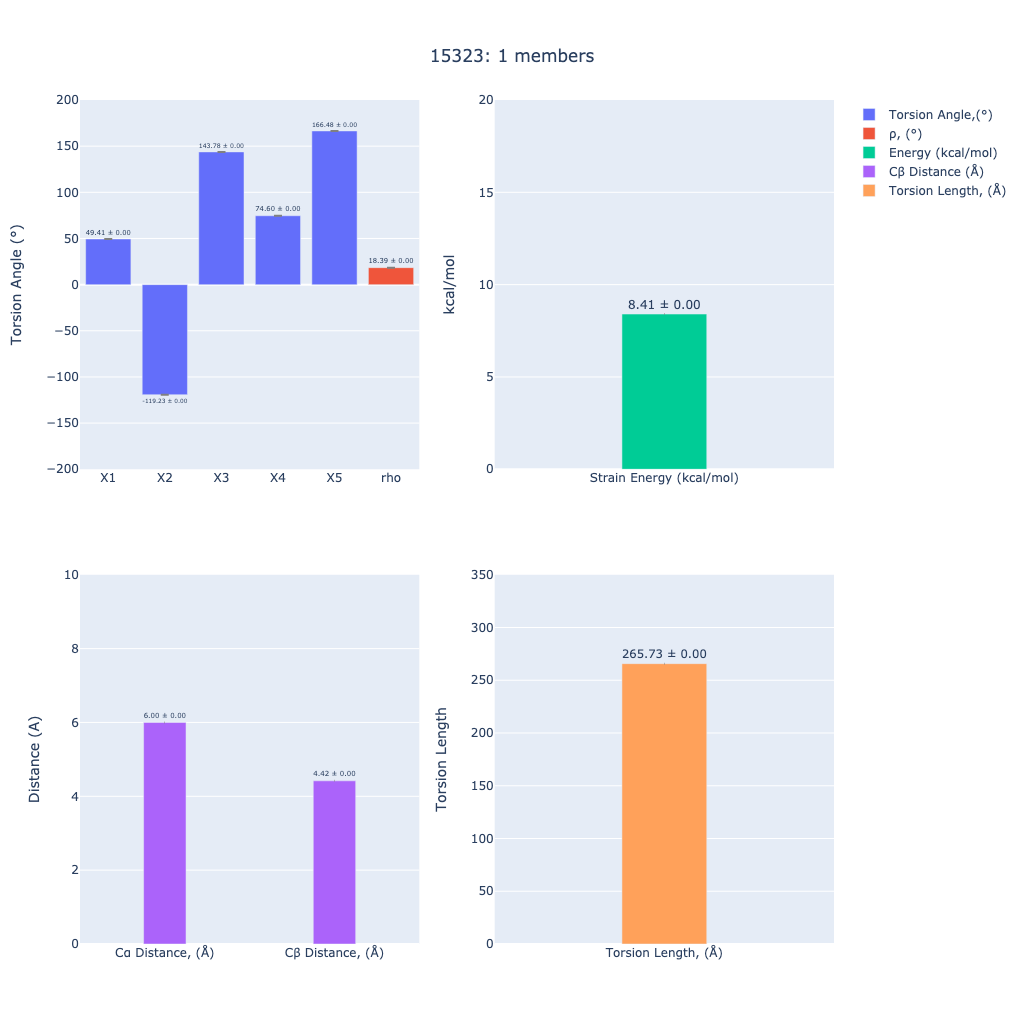 15323: 1 members
Torsion Angle (°)
200
150
100
50
0
−50
−100
−150
−200
49.41 ± 0.00
-119.23 ± 0.00
143.78 ± 0.00
74.60 ± 0.00
166.48 ± 0.00
18.39 ± 0.00
X1 X2 X3 X4 X5 rho
kcal/mol
20
15
10
5
0
8.41 ± 0.00
Strain Energy (kcal/mol)
Torsion Angle,(°)
ρ, (°)
Energy (kcal/mol)
Cβ Distance (Å)
Torsion Length, (Å)
Distance (A)
10
8
6
4
2
0
6.00 ± 0.00
4.42 ± 0.00
Cα Distance, (Å) Cβ Distance, (Å)
Torsion Length
350
300
250
200
150
100
50
0
265.73 ± 0.00
Torsion Length, (Å)